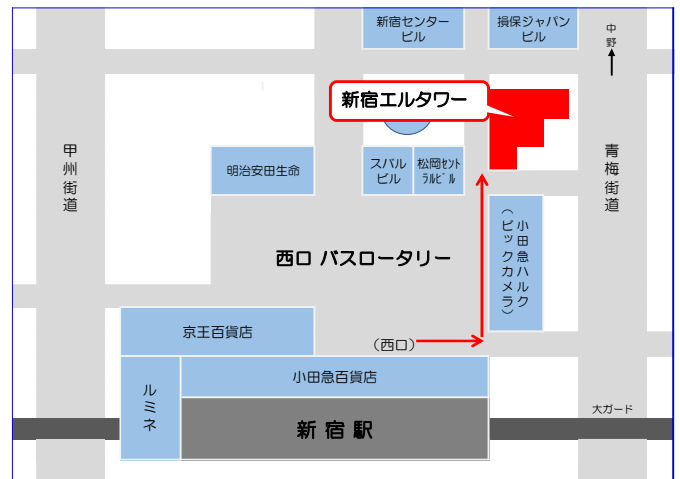 新宿センター
ビル
損保ジャパン
ビル
中野
新宿エルタワー
甲州街道
明治安田生命
スバル
ビル
松岡セント
ラルビル
青梅街道
小田急ハルク
（ビックカメラ）
西口 バスロータリー
京王百貨店
（西口）
小田急百貨店
ルミネ
大ガード
新 宿 駅